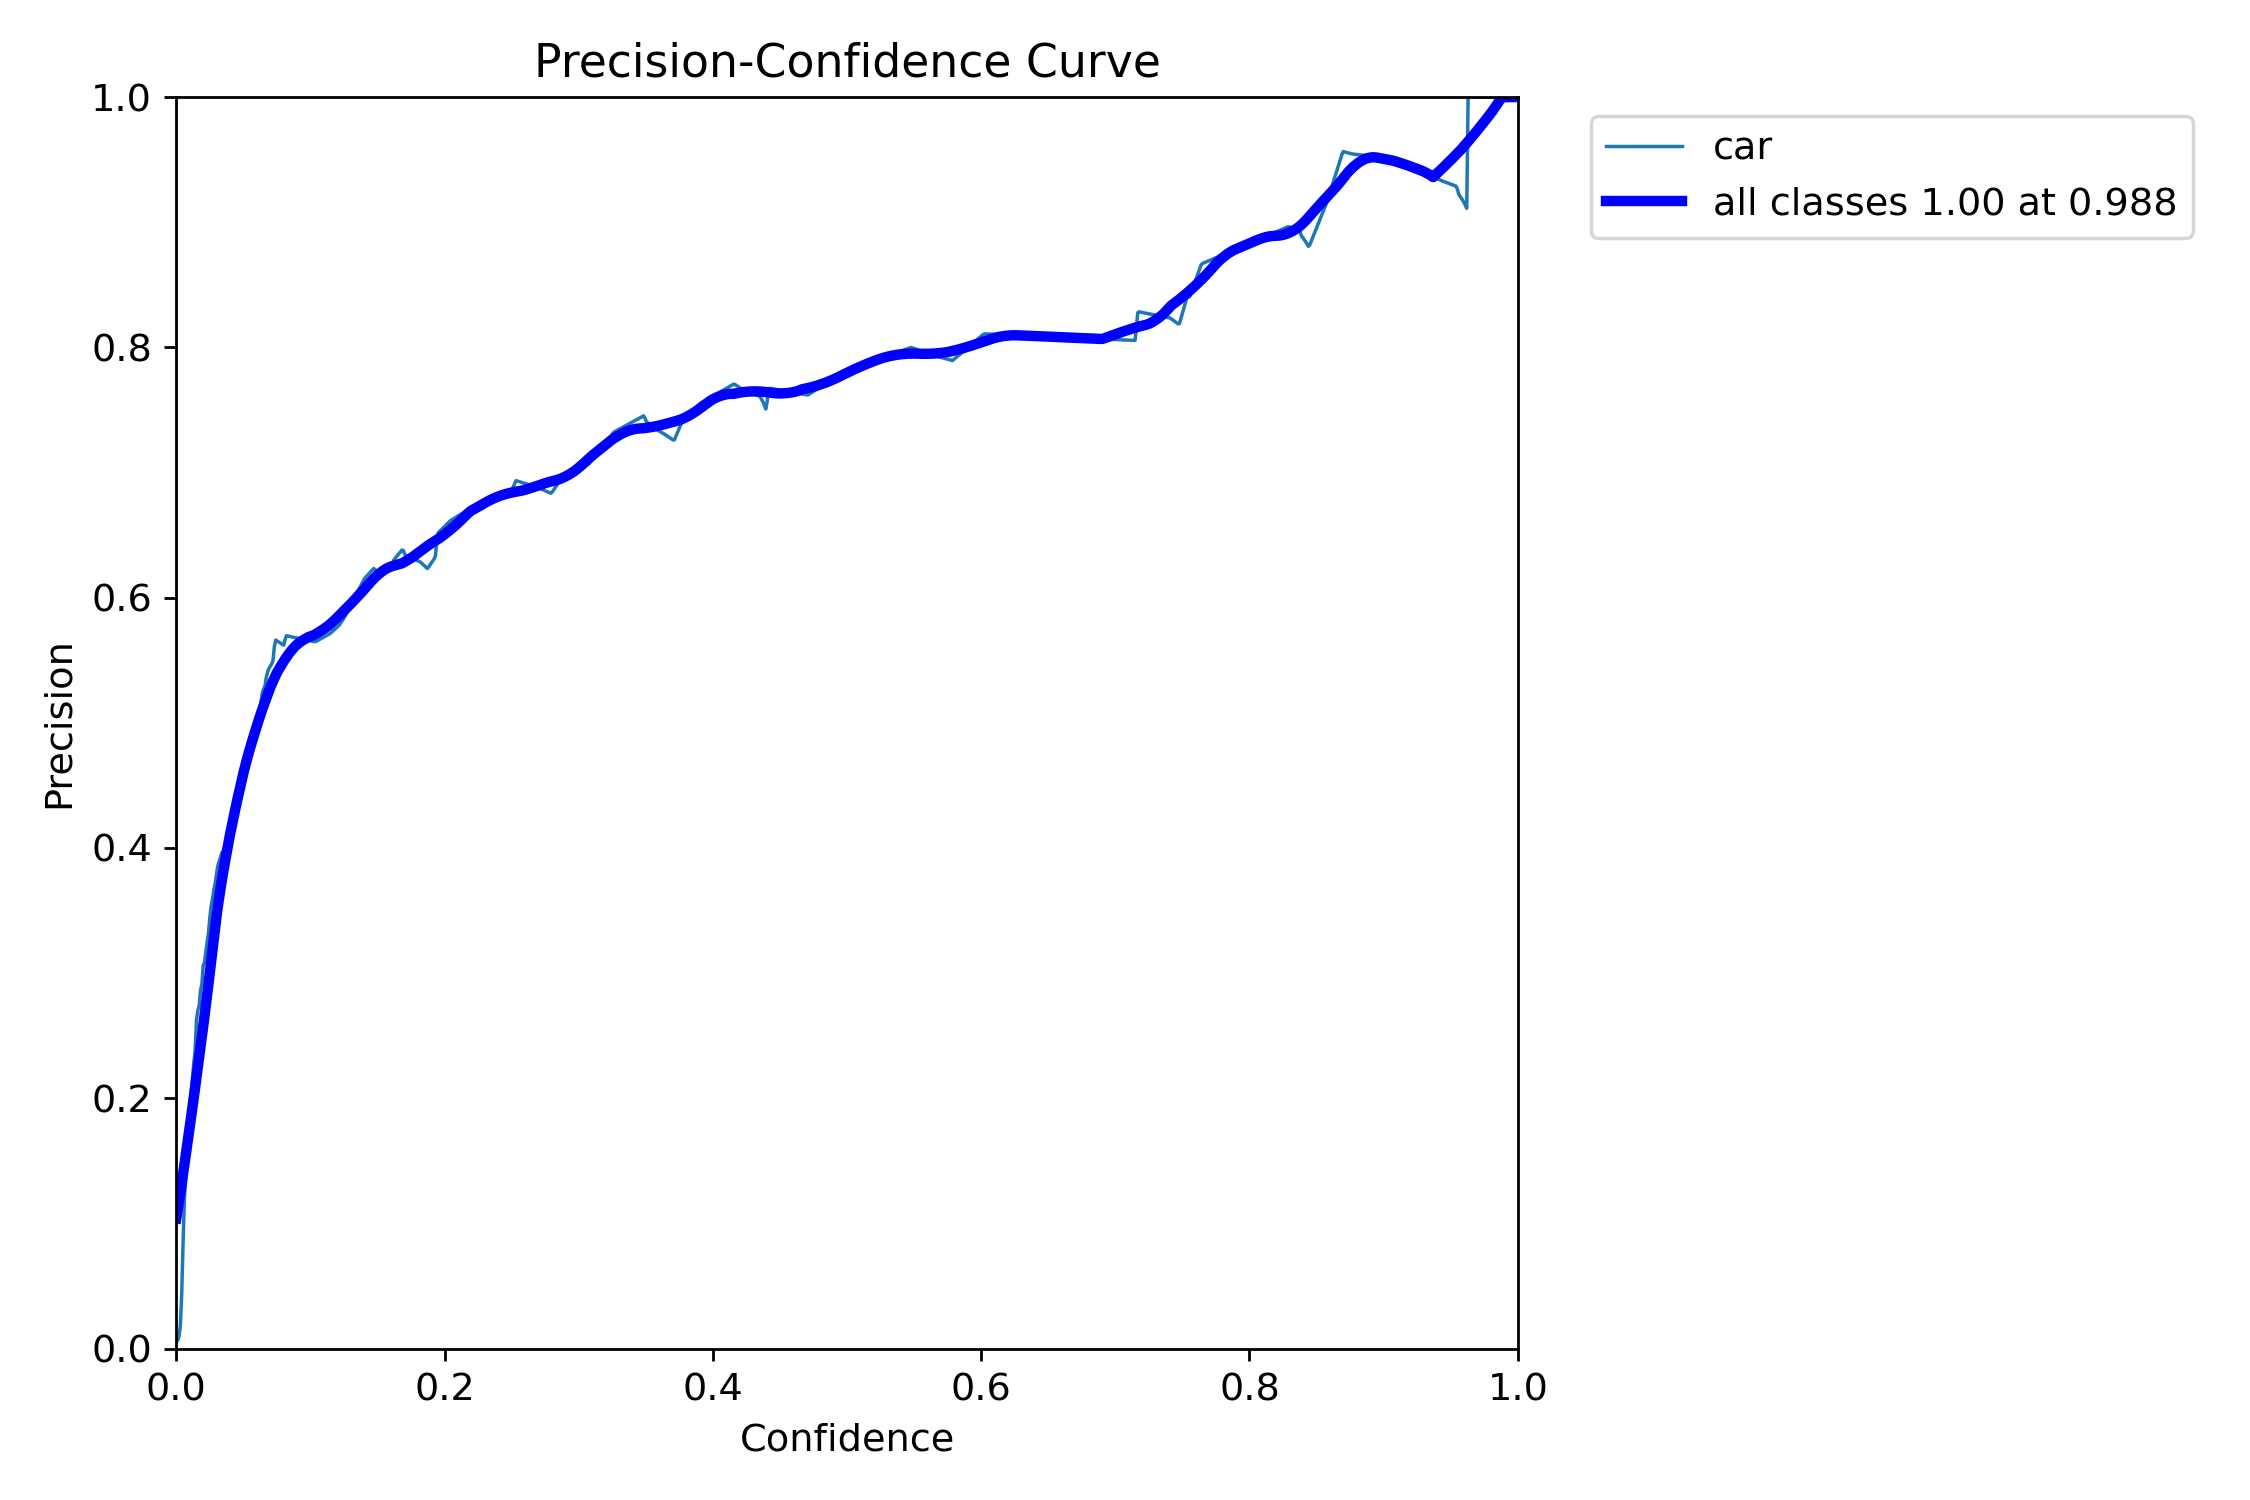 Precision-Confidence Curve
1.0
0.8
0.6
0.4
0.2
0.0
Precision
0.0 0.2 0.4 0.6 0.8 1.0
Confidence
car
all classes 1.00 at 0.988